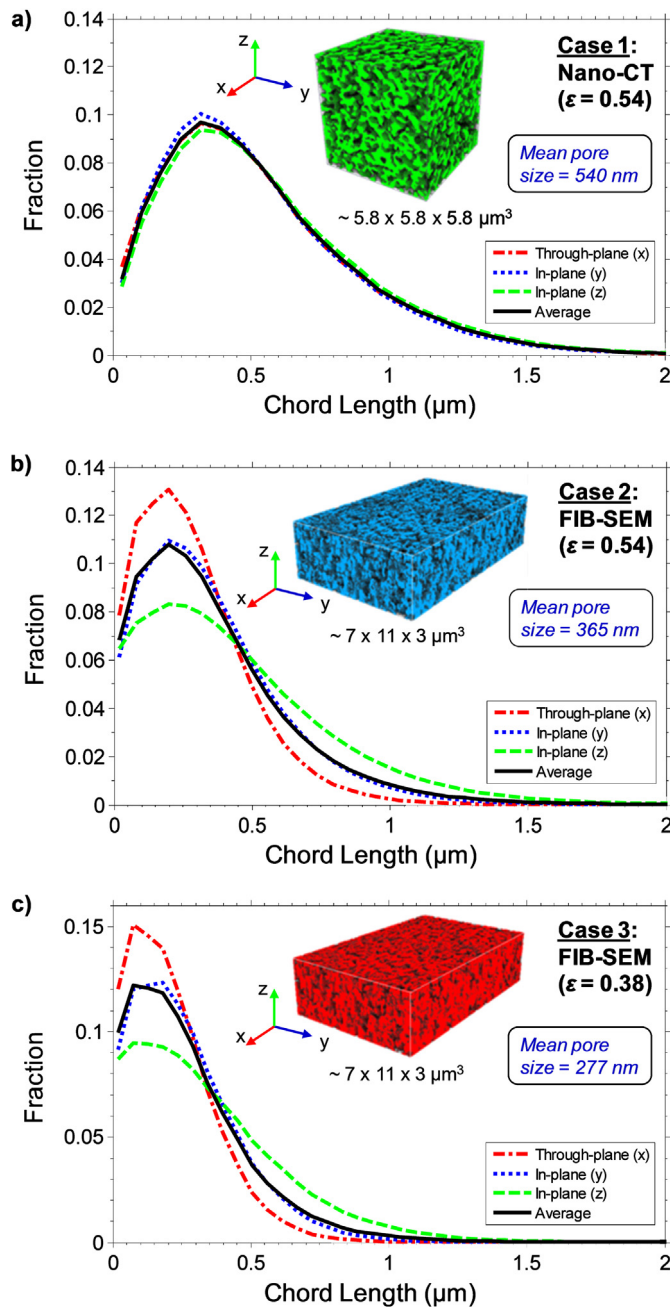 a)
0.14
0.12
0.1
0.08
0.06
0.04
0.02
0
Fraction
z
x
y
~ 5.8 x 5.8 x 5.8 µm³
Case 1:
Nano-CT
(ε = 0.54)
Mean pore
size = 540 nm
Through-plane (x)
In-plane (y)
In-plane (z)
Average
0
0.5
1
1.5
2
Chord Length (µm)
b)
0.14
0.12
0.1
0.08
0.06
0.04
0.02
0
Fraction
z
x
y
~ 7 x 11 x 3 µm³
Case 2:
FIB-SEM
(ε = 0.54)
Mean pore
size = 365 nm
Through-plane (x)
In-plane (y)
In-plane (z)
Average
0
0.5
1
1.5
2
Chord Length (µm)
c)
0.15
0.1
0.05
0
Fraction
z
x
y
~ 7 x 11 x 3 µm³
Case 3:
FIB-SEM
(ε = 0.38)
Mean pore
size = 277 nm
Through-plane (x)
In-plane (y)
In-plane (z)
Average
0
0.5
1
1.5
2
Chord Length (µm)